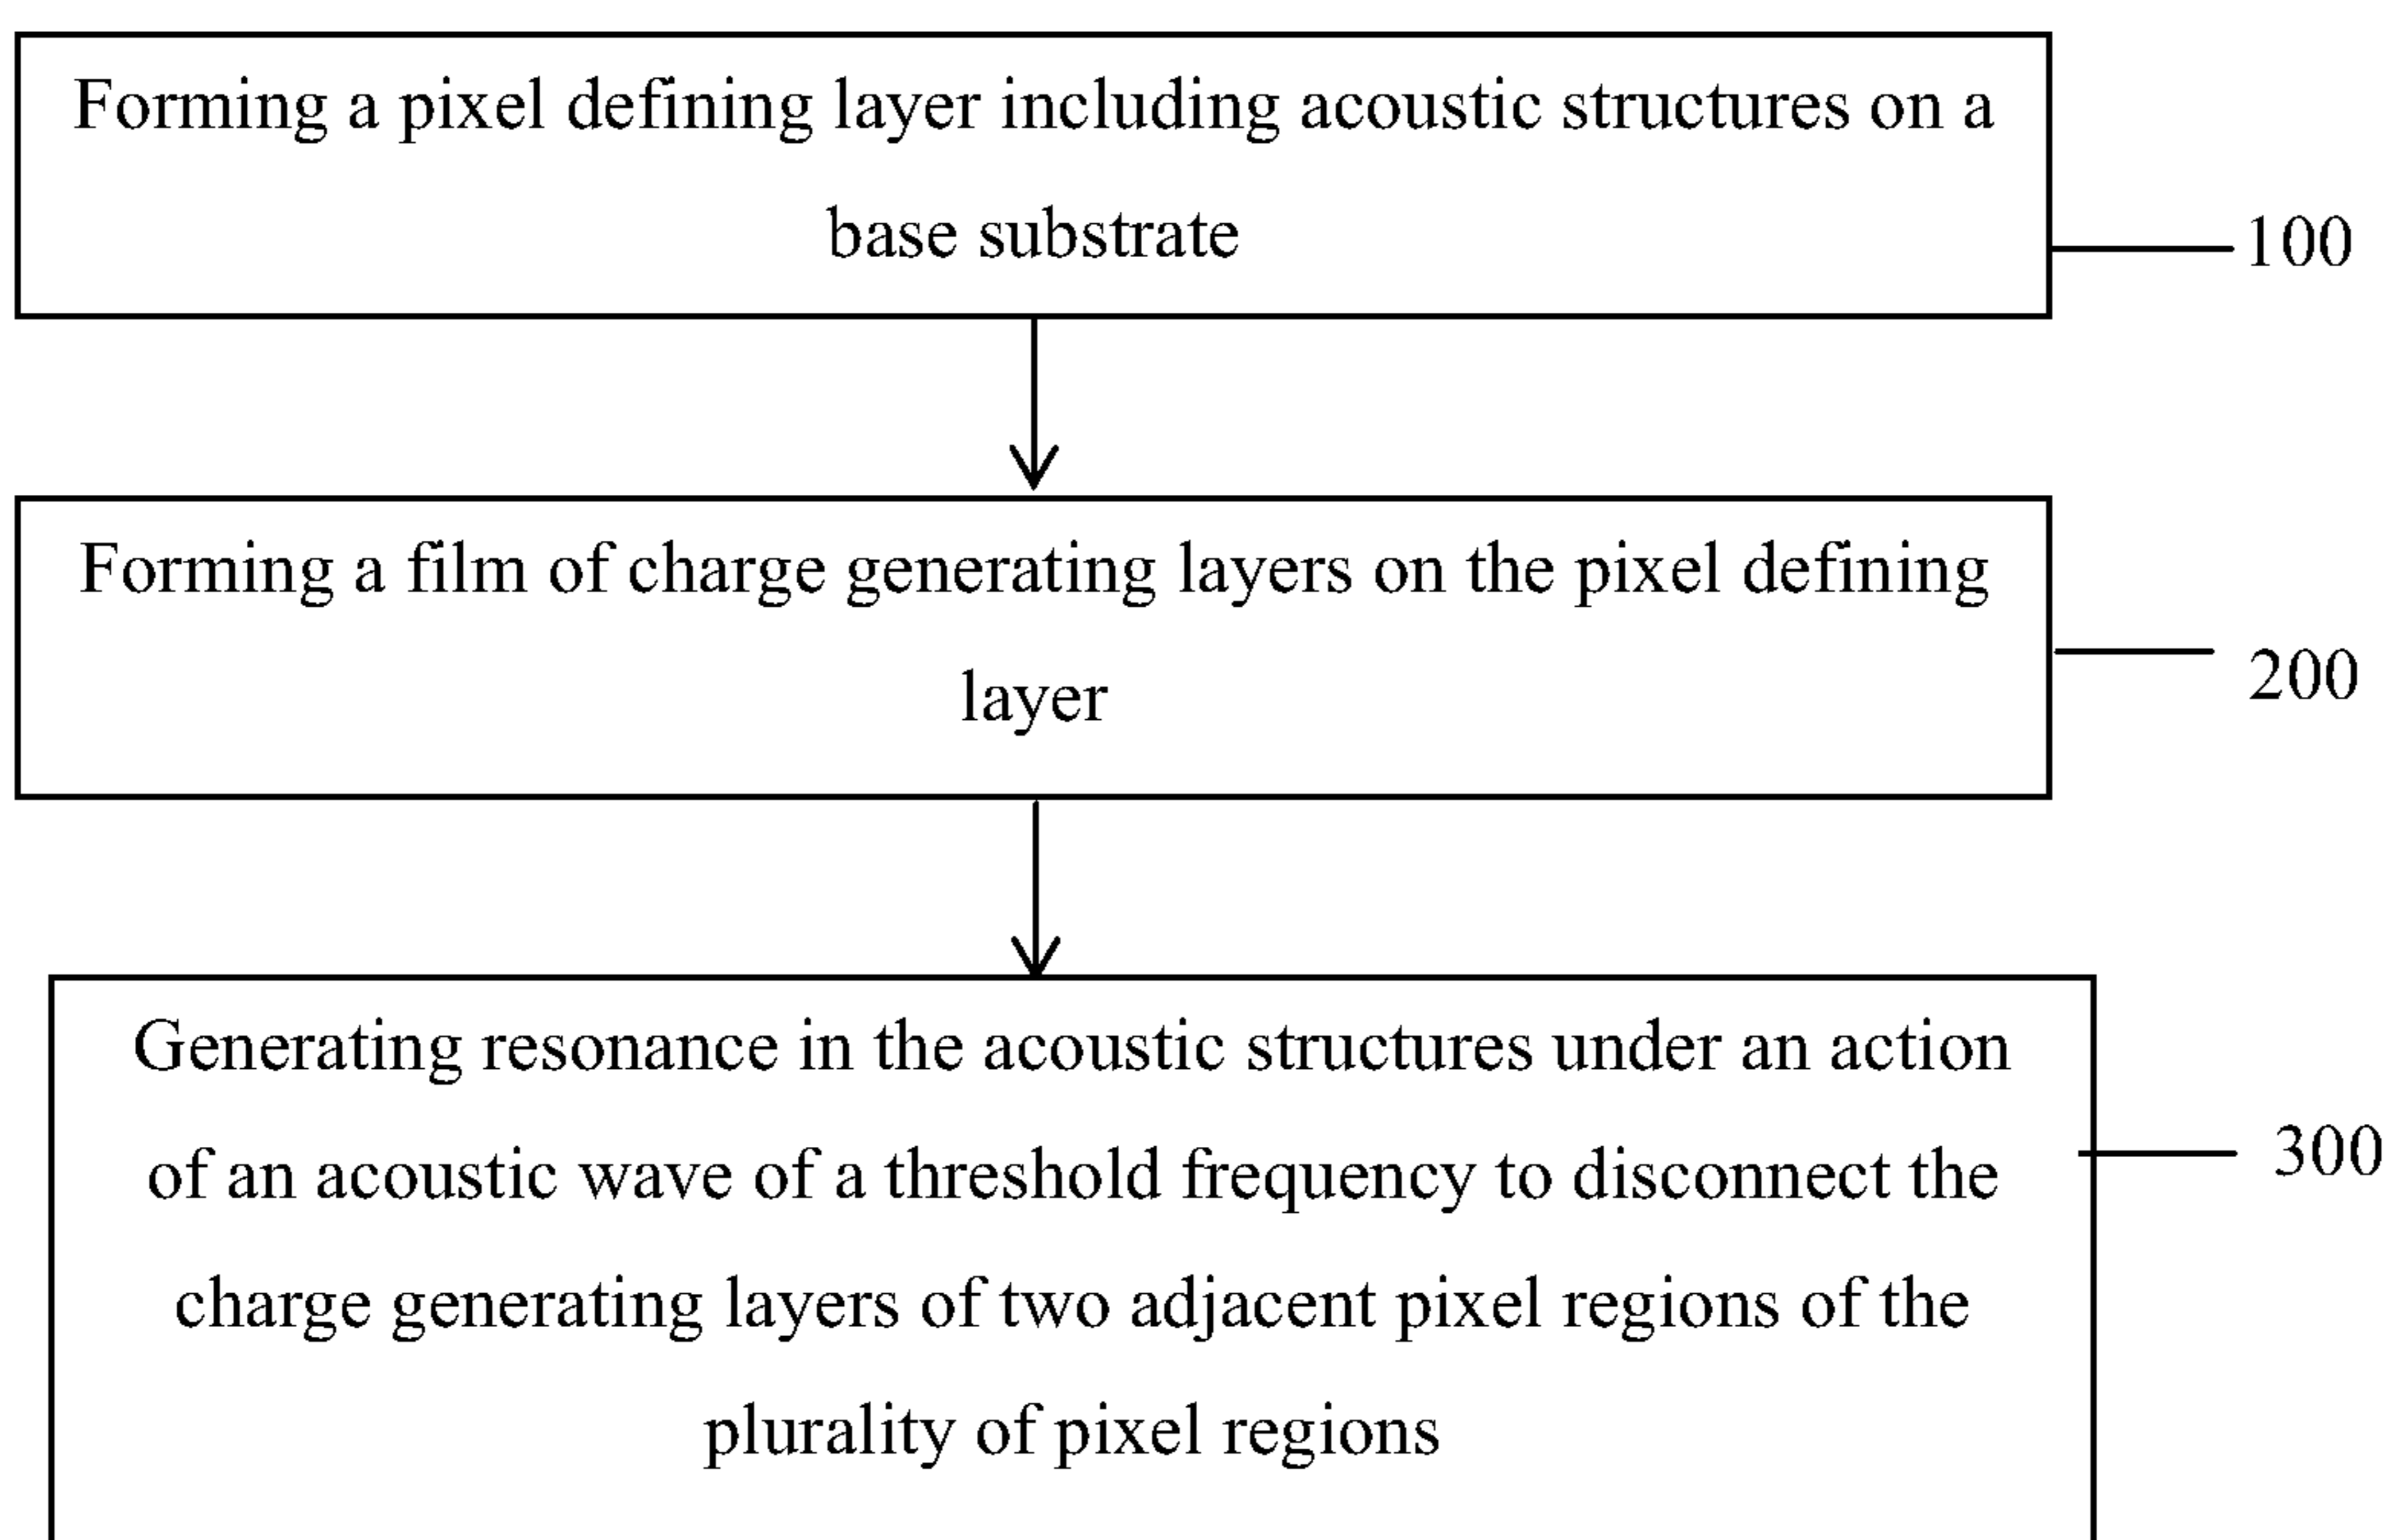 Forming a pixel defining layer including acoustic structures on a
base substrate
100
Forming a film of charge generating layers on the pixel defining
layer
200
Generating resonance in the acoustic structures under an action
of an acoustic wave of a threshold frequency to disconnect the
300
charge generating layers of two adjacent pixel regions of the
plurality of pixel regions